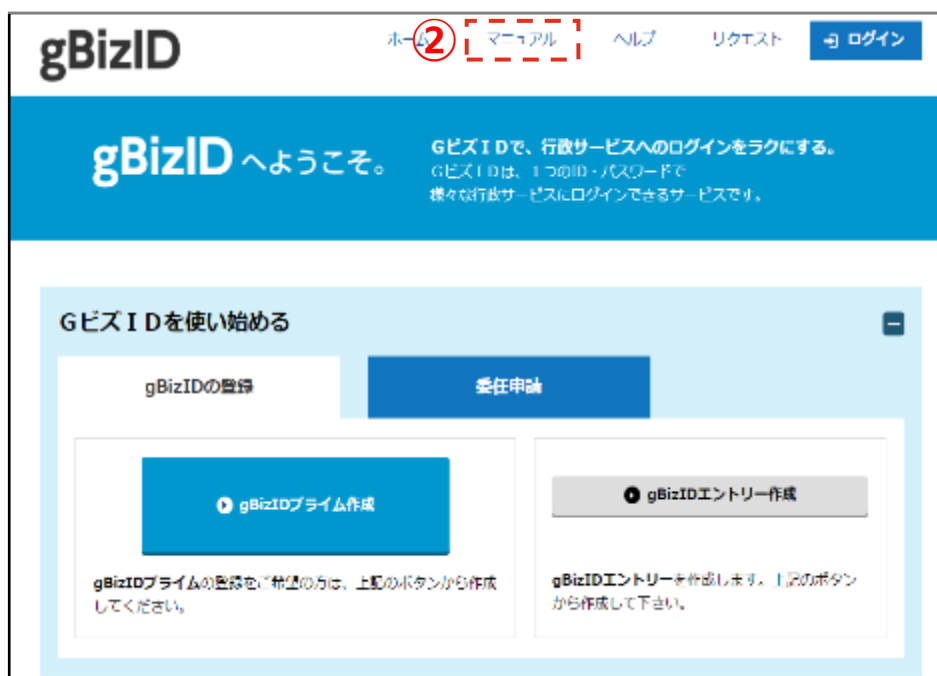 gBizID
ホーム ② マニュアル ヘルプ リクエスト ログイン
gBizID へようこそ。
GビズIDで、行政サービスへのログインをラクにする。
GビズIDは、1つのID・パスワードで
様々な行政サービスにログインできるサービスです。
GビズIDを使い始める
gBizIDの登録 委任申請
gBizIDプライム作成
gBizIDプライムの登録をご希望の方は、上記のボタンから作成
してください。
gBizIDエントリー作成
gBizIDエントリーを作成します。上記のボタン
から作成して下さい。